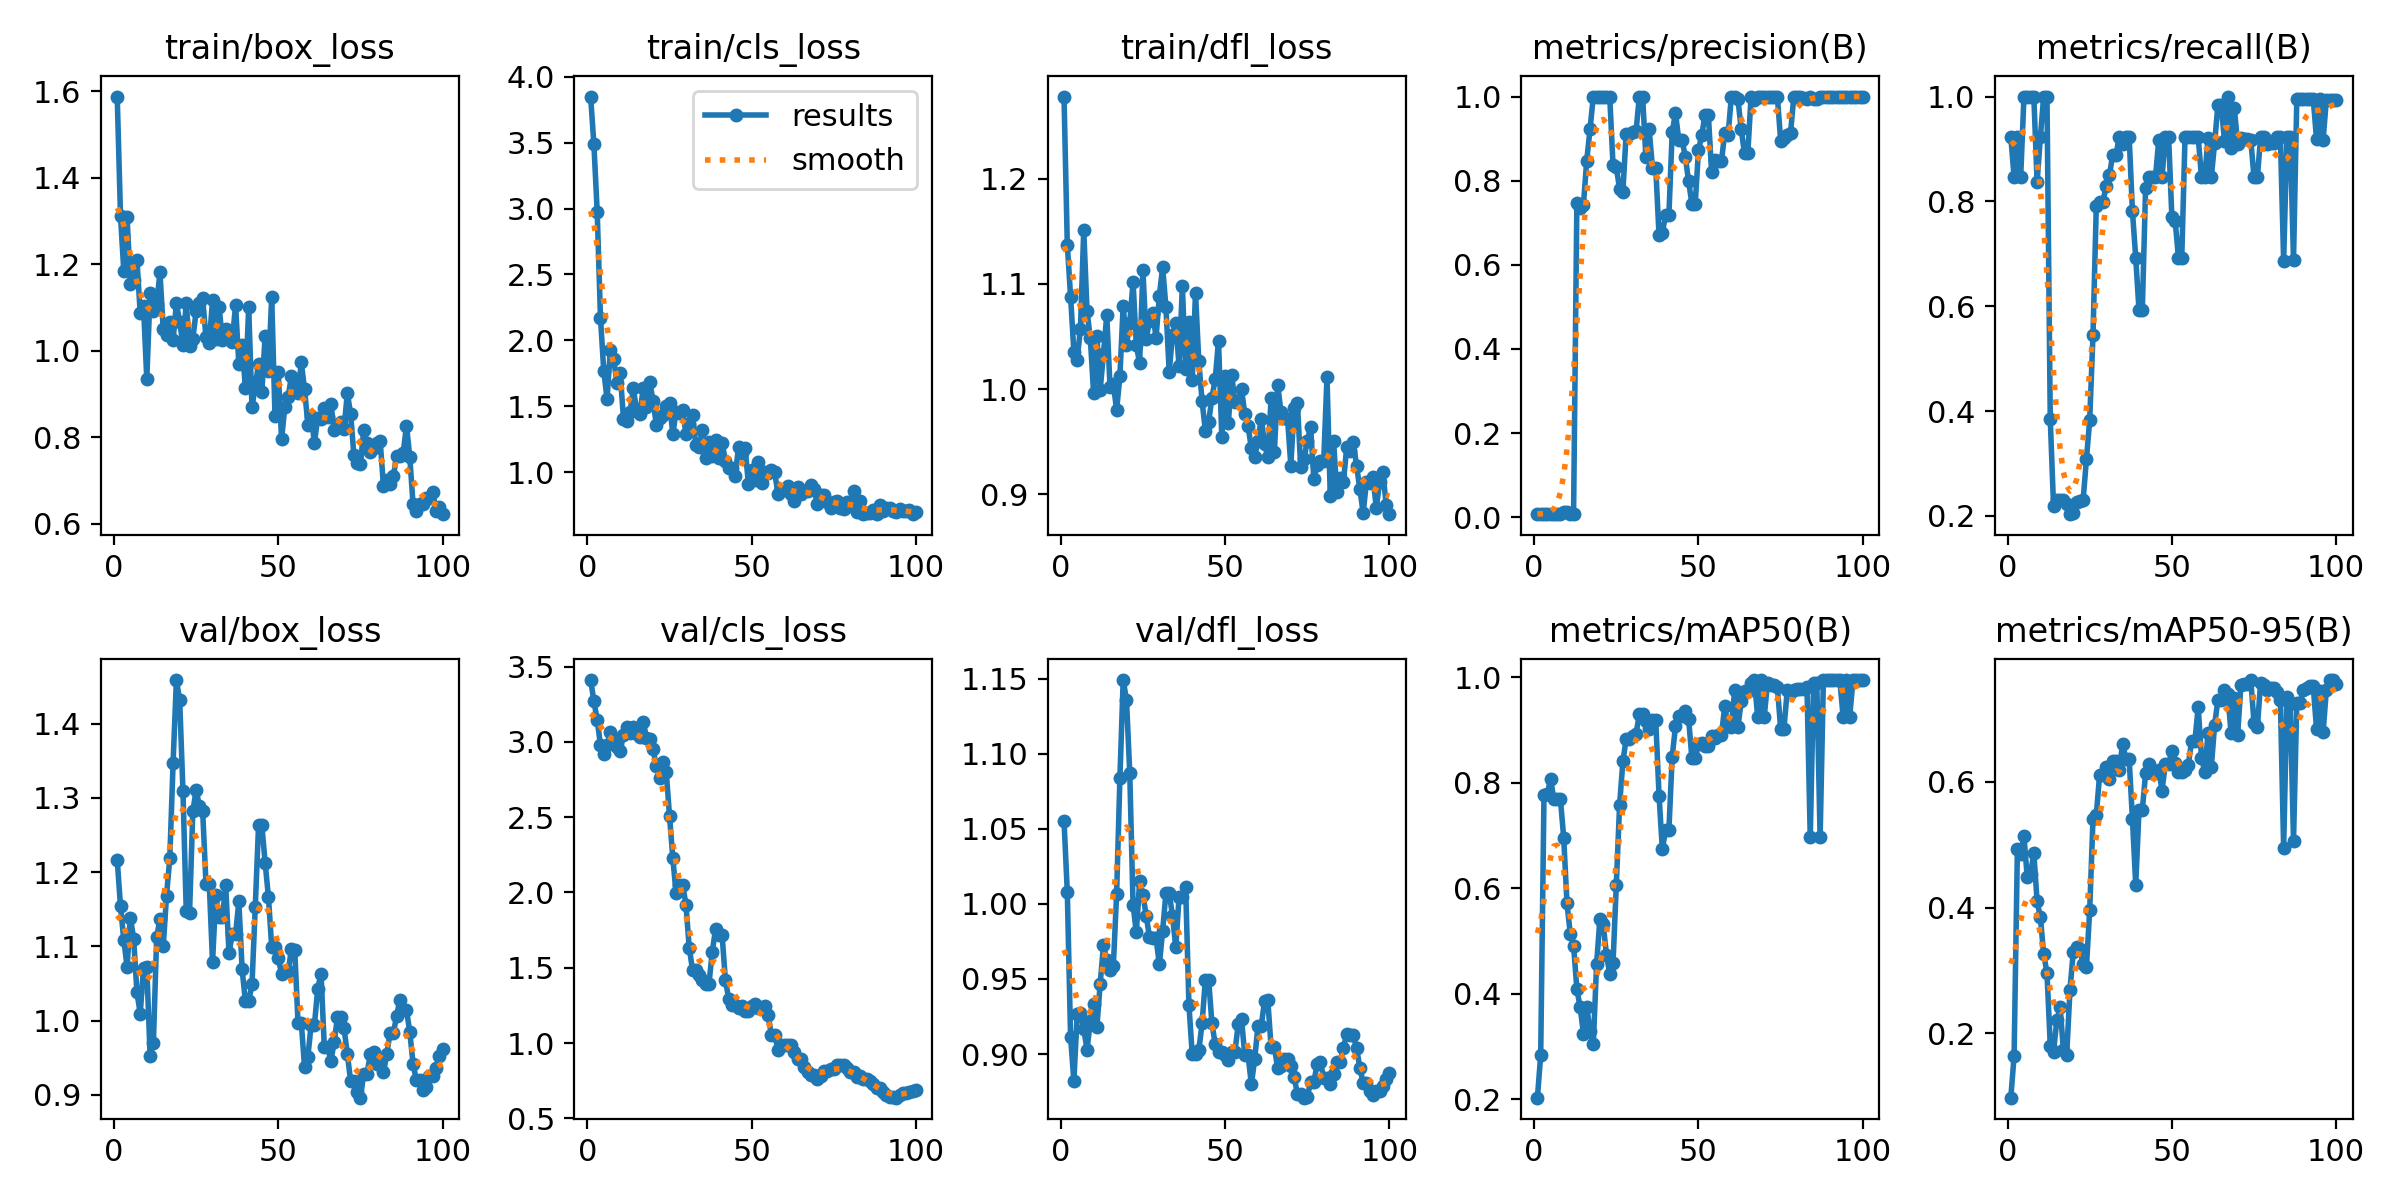 train/box_loss
1.6
1.4
1.2
1.0
0.8
0.6
0 50 100
train/cls_loss
4.0
3.5
3.0
2.5
2.0
1.5
1.0
results
smooth
0 50 100
train/dfl_loss
1.2
1.1
1.0
0.9
0 50 100
metrics/precision(B)
1.0
0.8
0.6
0.4
0.2
0.0
0 50 100
metrics/recall(B)
1.0
0.8
0.6
0.4
0.2
0 50 100
val/box_loss
1.4
1.3
1.2
1.1
1.0
0.9
0 50 100
val/cls_loss
3.5
3.0
2.5
2.0
1.5
1.0
0.5
0 50 100
val/dfl_loss
1.15
1.10
1.05
1.00
0.95
0.90
0 50 100
metrics/mAP50(B)
1.0
0.8
0.6
0.4
0.2
0 50 100
metrics/mAP50-95(B)
0.6
0.4
0.2
0 50 100